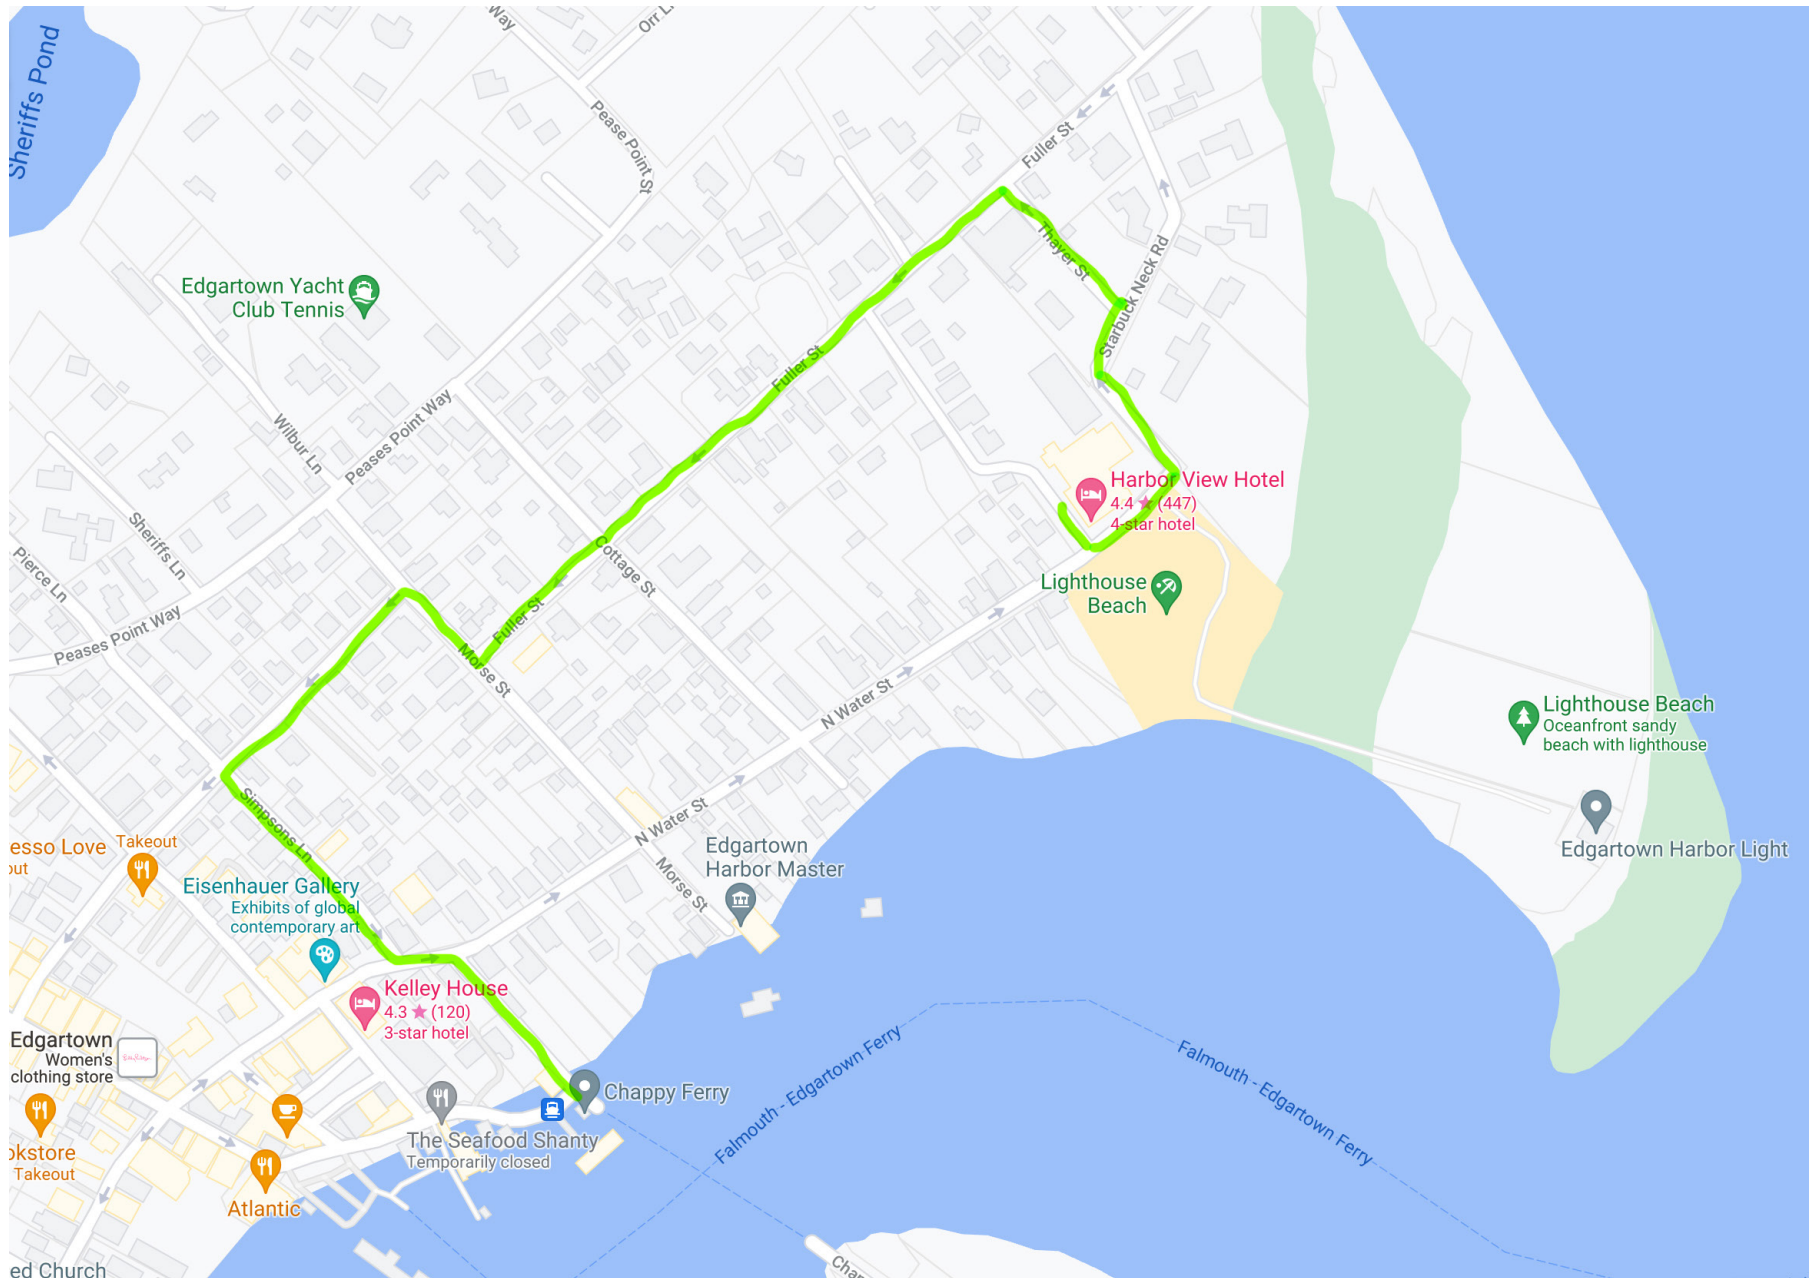 Way
Orr L
Sheriffs Pond
Pease Point St
Fuller St
Thayer St
Starbuck Neck Rd
Edgartown Yacht
Club Tennis
Fuller St
Wilbur Ln
Peases Point Way
Harbor View Hotel
4.4 ★ (447)
4-star hotel
Sheriffs Ln
Pierce Ln
Cottage St
Lighthouse
Beach
Fuller St
Peases Point Way
Morse St
N Water St
Lighthouse Beach
Oceanfront sandy
beach with lighthouse
Simpsons Ln
N Water St
esso Love
out
Takeout
Edgartown
Harbor Master
Edgartown Harbor Light
Morse St
Eisenhauer Gallery
Exhibits of global
contemporary art
Kelley House
4.3 ★ (120)
3-star hotel
Edgartown
Women's
clothing store
Chappy Ferry
Falmouth - Edgartown Ferry
Falmouth - Edgartown Ferry
The Seafood Shanty
Temporarily closed
okstore
Takeout
Atlantic
ed Church
Chap